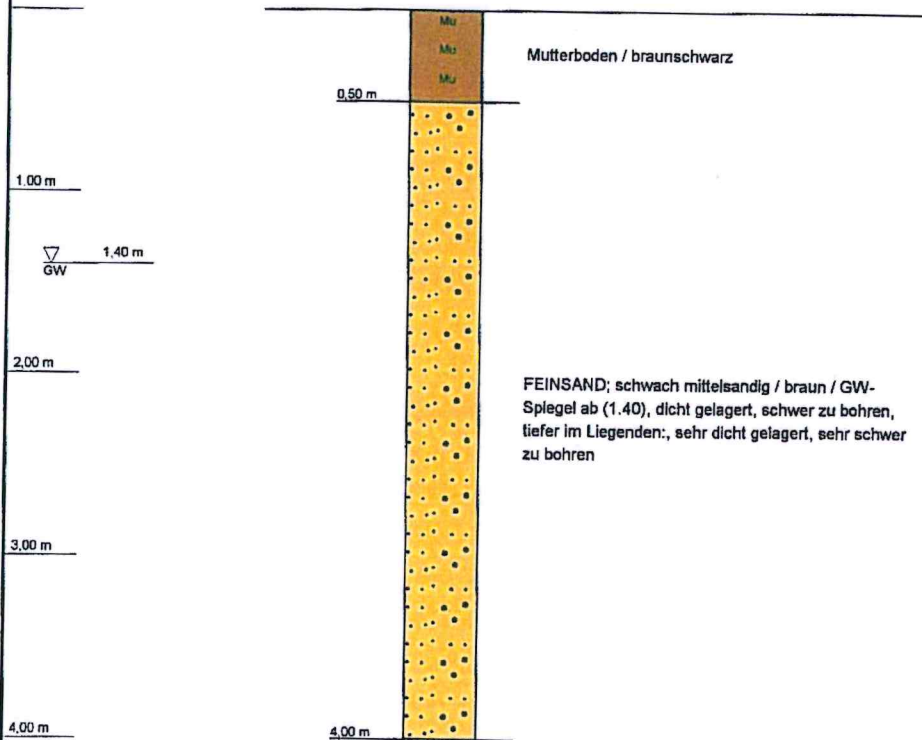 Mu
Mu
Mu
Mutterboden / braunschwarz
0,50 m
1.00 m
1,40 m
GW
2,00 m
FEINSAND; schwach mittelsandig / braun / GW-
Spiegel ab (1.40), dicht gelagert, schwer zu bohren,
tiefer im Liegenden:, sehr dicht gelagert, sehr schwer
zu bohren
3,00 m
4,00 m
4,00 m